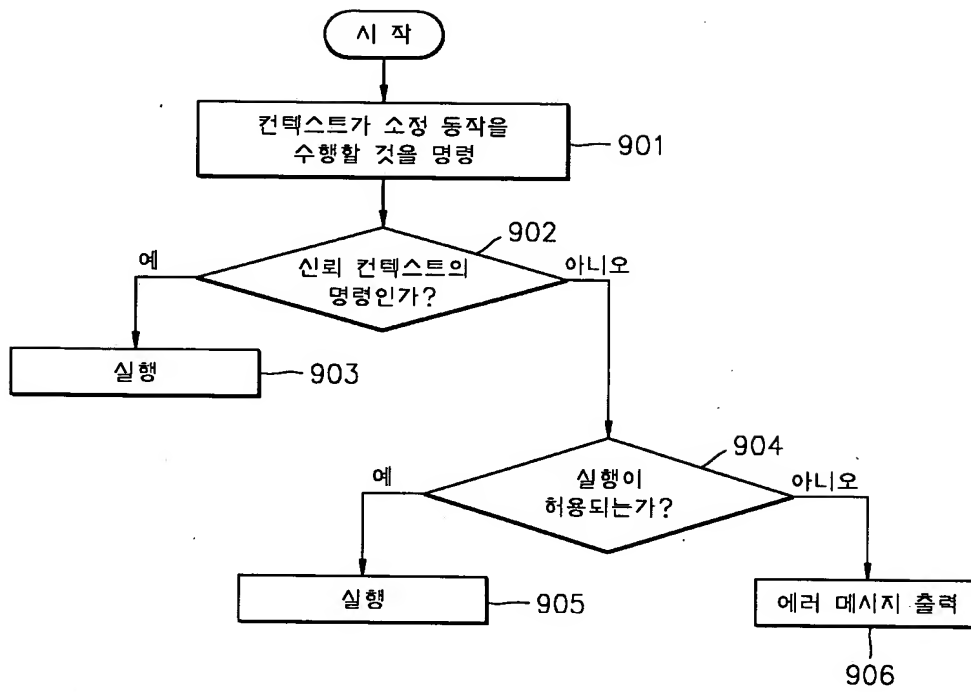 시 작
컨텍스트가 소정 동작을
수행할 것을 명령
901
902
예
신뢰 컨텍스트의
명령인가?
아니오
실행
903
904
예
실행이
허용되는가?
아니오
실행
905
에러 메시지 출력
906